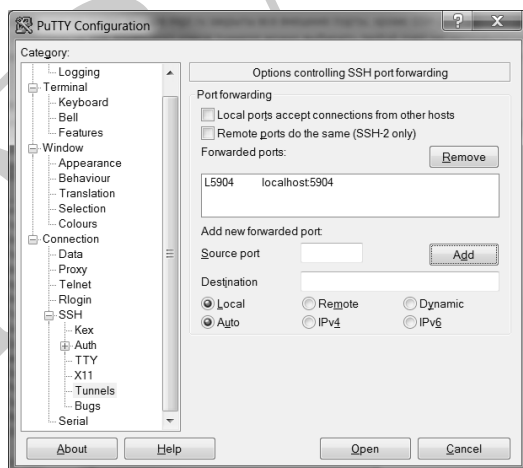 PuTTY Configuration
Category:
Logging
Terminal
Keyboard
Bell
Features
Window
Appearance
Behaviour
Translation
Selection
Colours
Connection
Data
Proxy
Telnet
Rlogin
SSH
Kex
Auth
TTY
X11
Tunnels
Bugs
Serial
Options controlling SSH port forwarding
Port forwarding
Local ports accept connections from other hosts
Remote ports do the same (SSH-2 only)
Forwarded ports:
Remove
L5904 localhost:5904
Add new forwarded port:
Source port
Add
Destination
Local Remote Dynamic
Auto IPv4 IPv6
About Help Open Cancel